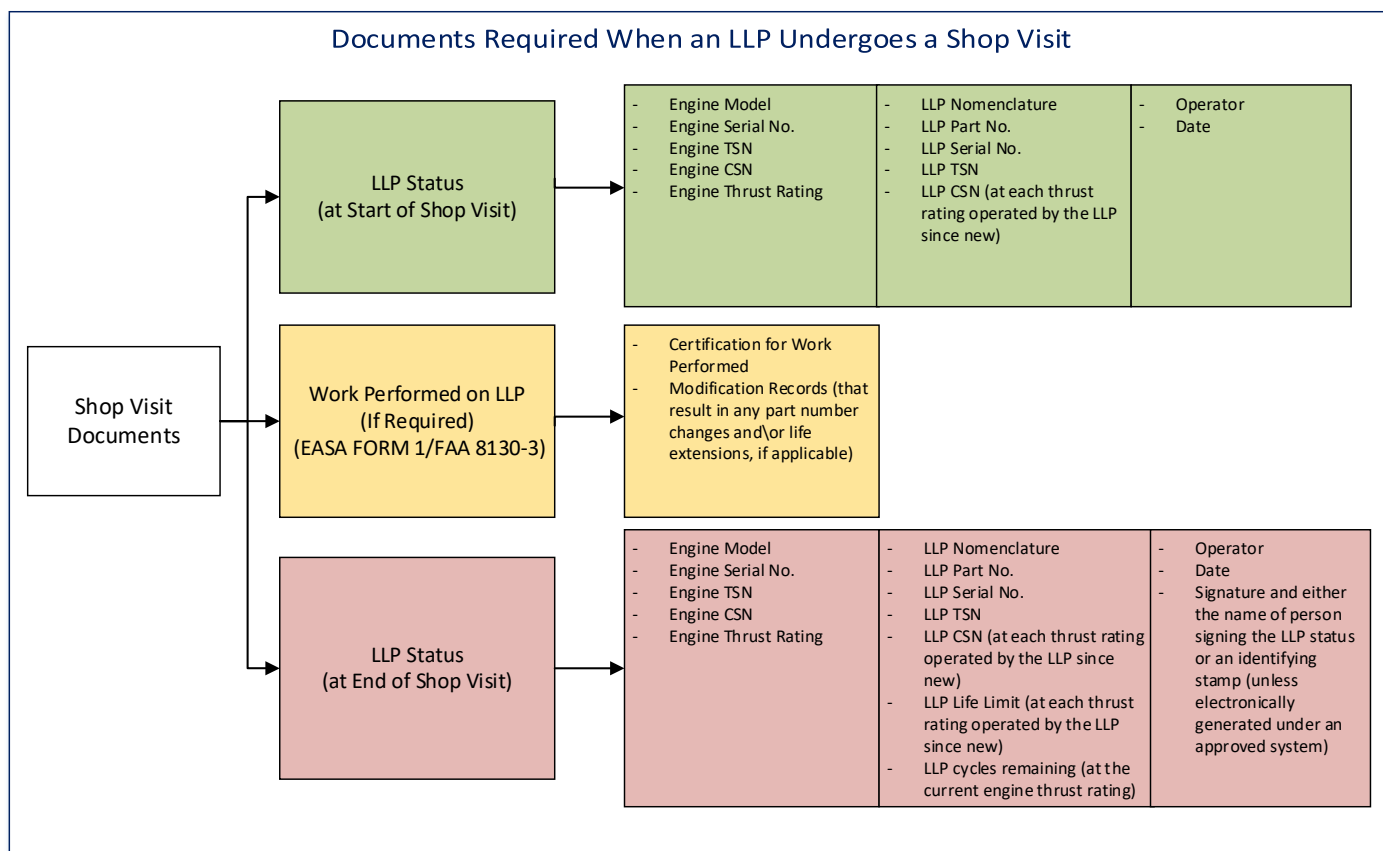 Documents Required When an LLP Undergoes a Shop Visit
Shop Visit
Documents
LLP Status
(at Start of Shop Visit)
- Engine Model
- Engine Serial No.
- Engine TSN
- Engine CSN
- Engine Thrust Rating
- LLP Nomenclature
- LLP Part No.
- LLP Serial No.
- LLP TSN
- LLP CSN (at each thrust
rating operated by the LLP
since new)
- Operator
- Date
Work Performed on LLP
(If Required)
(EASA FORM 1/FAA 8130-3)
- Certification for Work
Performed
- Modification Records (that
result in any part number
changes and\or life
extensions, if applicable)
LLP Status
(at End of Shop Visit)
- Engine Model
- Engine Serial No.
- Engine TSN
- Engine CSN
- Engine Thrust Rating
- LLP Nomenclature
- LLP Part No.
- LLP Serial No.
- LLP TSN
- LLP CSN (at each thrust rating
operated by the LLP since
new)
- LLP Life Limit (at each thrust
rating operated by the LLP
since new)
- LLP cycles remaining (at the
current engine thrust rating)
- Operator
- Date
- Signature and either
the name of person
signing the LLP status
or an identifying
stamp (unless
electronically
generated under an
approved system)